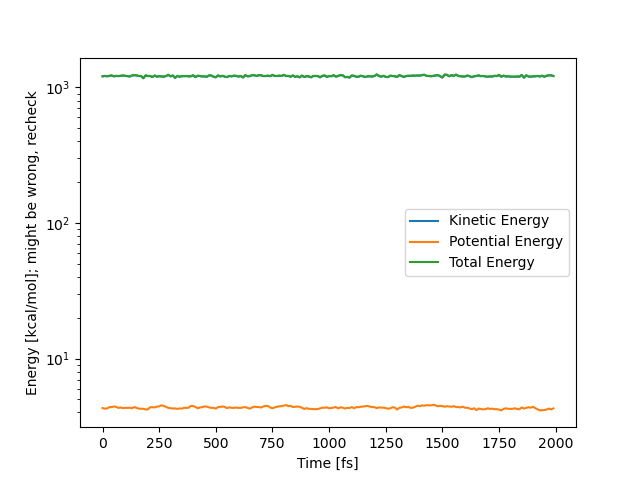 Energy [kcal/mol]; might be wrong, recheck
10³
10²
10¹
Kinetic Energy
Potential Energy
Total Energy
0 250 500 750 1000 1250 1500 1750 2000
Time [fs]